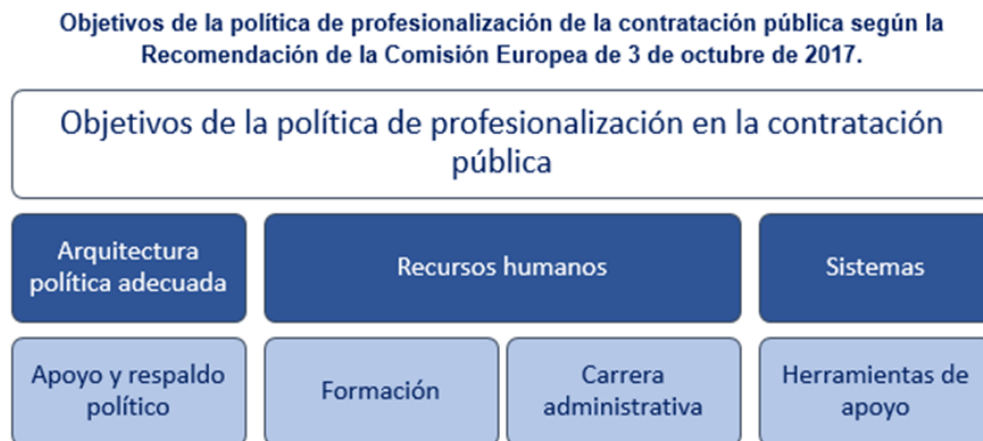 Objetivos de la política de profesionalización de la contratación pública según la
Recomendación de la Comisión Europea de 3 de octubre de 2017.
Objetivos de la política de profesionalización en la contratación
pública
Arquitectura
política adecuada
Recursos humanos
Sistemas
Apoyo y respaldo
político
Formación
Carrera
administrativa
Herramientas de
apoyo